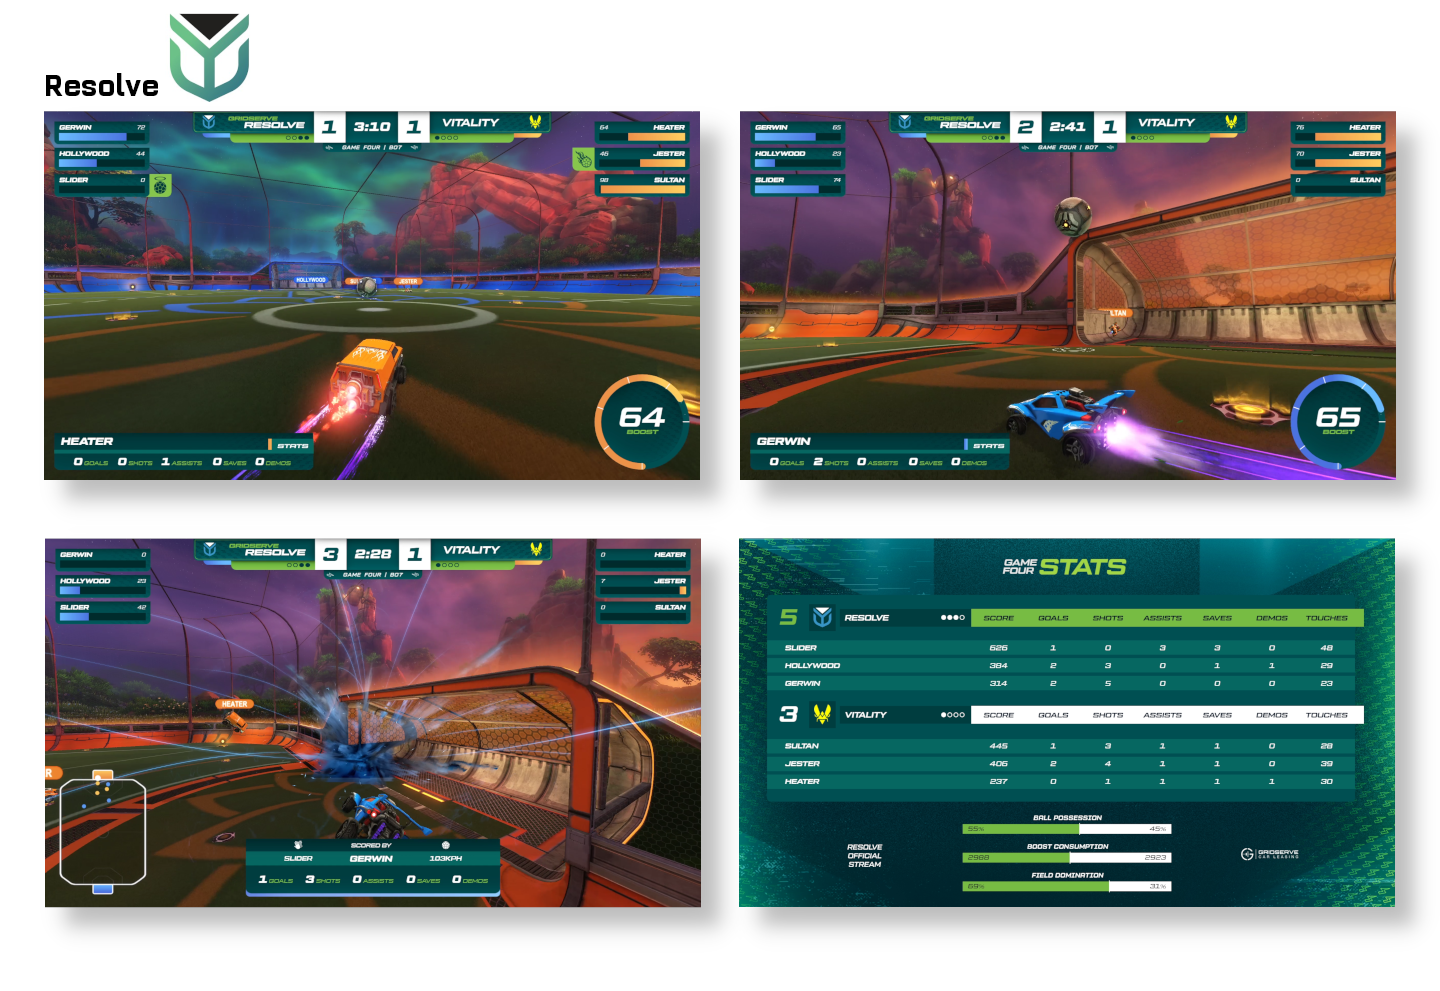 Resolve
GERWIN 72
HOLLYWOOD 44
SLIDER 0
GRIDSERVE
RESOLVE 1 3:10 1 VITALITY
GAME FOUR | BO7
64 HEATER
46 JESTER
98 SULTAN
HOLLYWOOD
JESTER
HEATER
STATS
0 GOALS 0 SHOTS 1 ASSISTS 0 SAVES 0 DEMOS
64
BOOST
GERWIN 65
HOLLYWOOD 23
SLIDER 74
GRIDSERVE
RESOLVE 2 2:41 1 VITALITY
GAME FOUR | BO7
76 HEATER
70 JESTER
0 SULTAN
LTAN
GERWIN
STATS
0 GOALS 2 SHOTS 0 ASSISTS 0 SAVES 0 DEMOS
65
BOOST
GERWIN 0
HOLLYWOOD 23
SLIDER 42
GRIDSERVE
RESOLVE 3 2:28 1 VITALITY
GAME FOUR | BO7
0 HEATER
7 JESTER
0 SULTAN
HEATER
R
SCORED BY
SLIDER GERWIN 103KPH
1 GOALS 3 SHOTS 0 ASSISTS 0 SAVES 0 DEMOS
GAME FOUR STATS
5 RESOLVE SCORE GOALS SHOTS ASSISTS SAVES DEMOS TOUCHES
SLIDER 626 1 0 3 3 0 48
HOLLYWOOD 384 2 3 0 1 1 29
GERWIN 314 2 5 0 0 0 23
3 VITALITY SCORE GOALS SHOTS ASSISTS SAVES DEMOS TOUCHES
SULTAN 445 1 3 1 1 0 28
JESTER 406 2 4 1 1 0 39
HEATER 237 0 1 1 1 1 30
BALL POSSESSION
55% 45%
BOOST CONSUMPTION
2988 2923
FIELD DOMINATION
69% 31%
RESOLVE
OFFICIAL
STREAM
GRIDSERVE
CAR LEASING